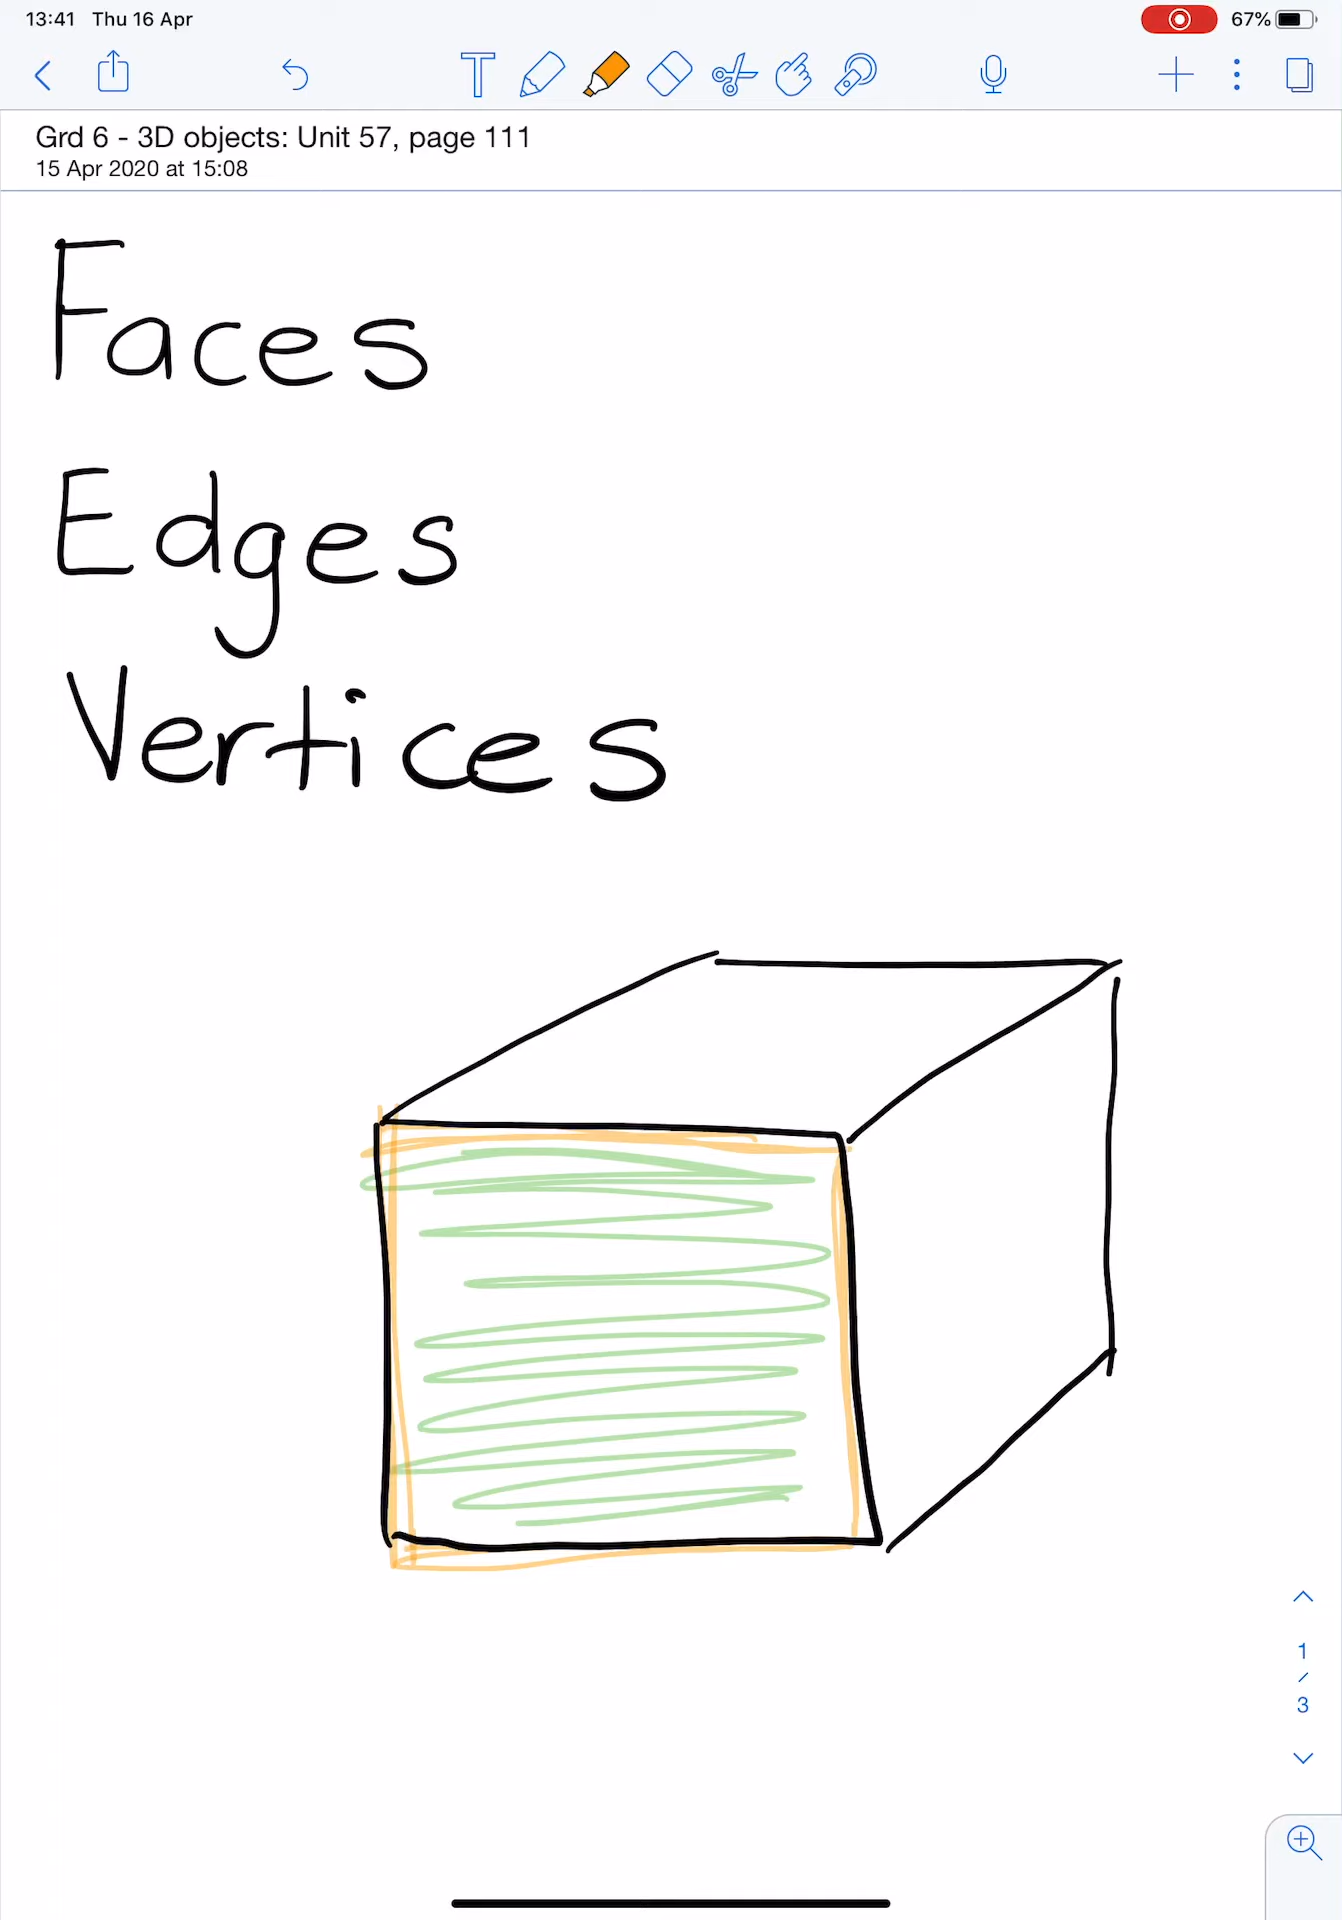 13:41 Thu 16 Apr 67%
Grd 6 - 3D objects: Unit 57, page 111
15 Apr 2020 at 15:08
Faces
Edges
Vertices
1
/
3